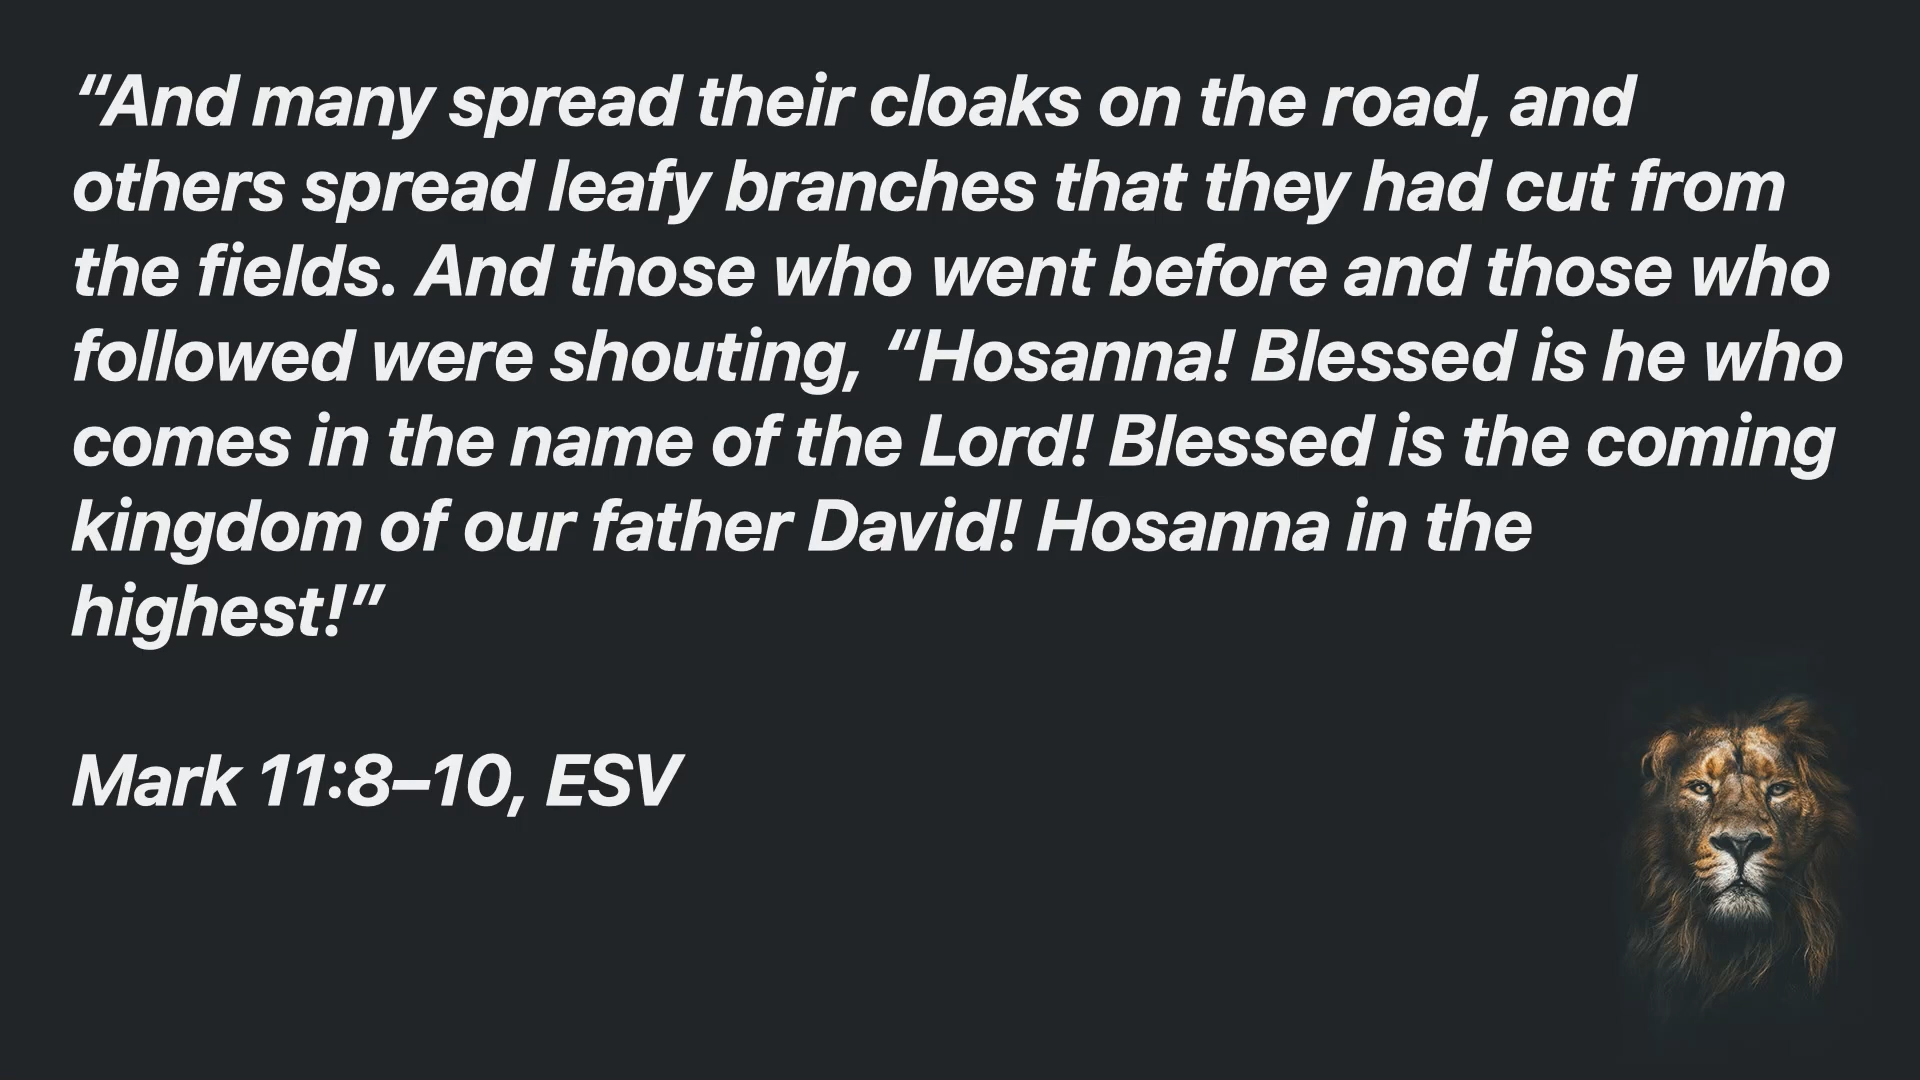 “And many spread their cloaks on the road, and
others spread leafy branches that they had cut from
the fields. And those who went before and those who
followed were shouting, “Hosanna! Blessed is he who
comes in the name of the Lord! Blessed is the coming
kingdom of our father David! Hosanna in the
highest!”
Mark 11:8–10, ESV